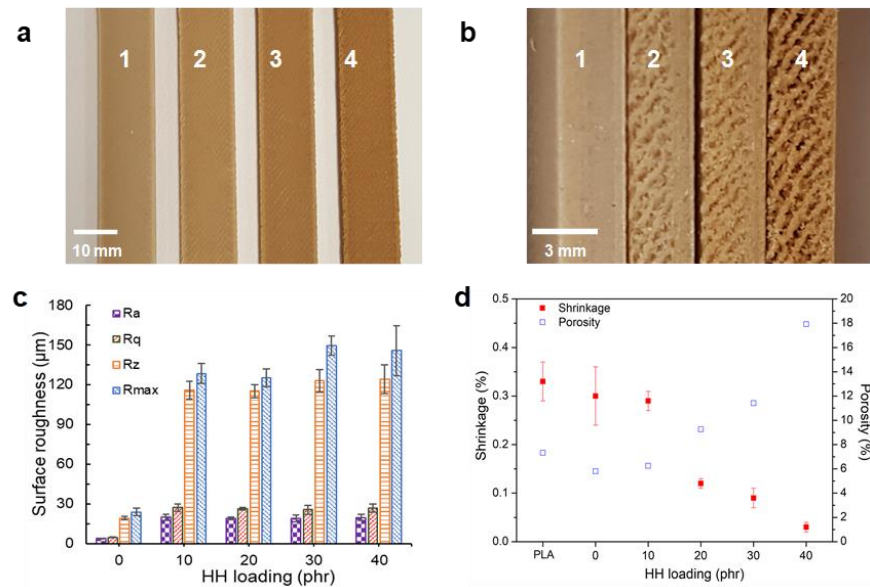 a
1 2 3 4
10 mm
b
1 2 3 4
3 mm
c
Surface roughness (μm)
180
150
120
90
60
30
0
Ra
Rq
Rz
Rmax
0 10 20 30 40
HH loading (phr)
d
Shrinkage (%)
0.5
0.4
0.3
0.2
0.1
0.0
Shrinkage
Porosity
20
18
16
14
12
10
8
6
4
2
0
Porosity (%)
PLA 0 10 20 30 40
HH loading (phr)